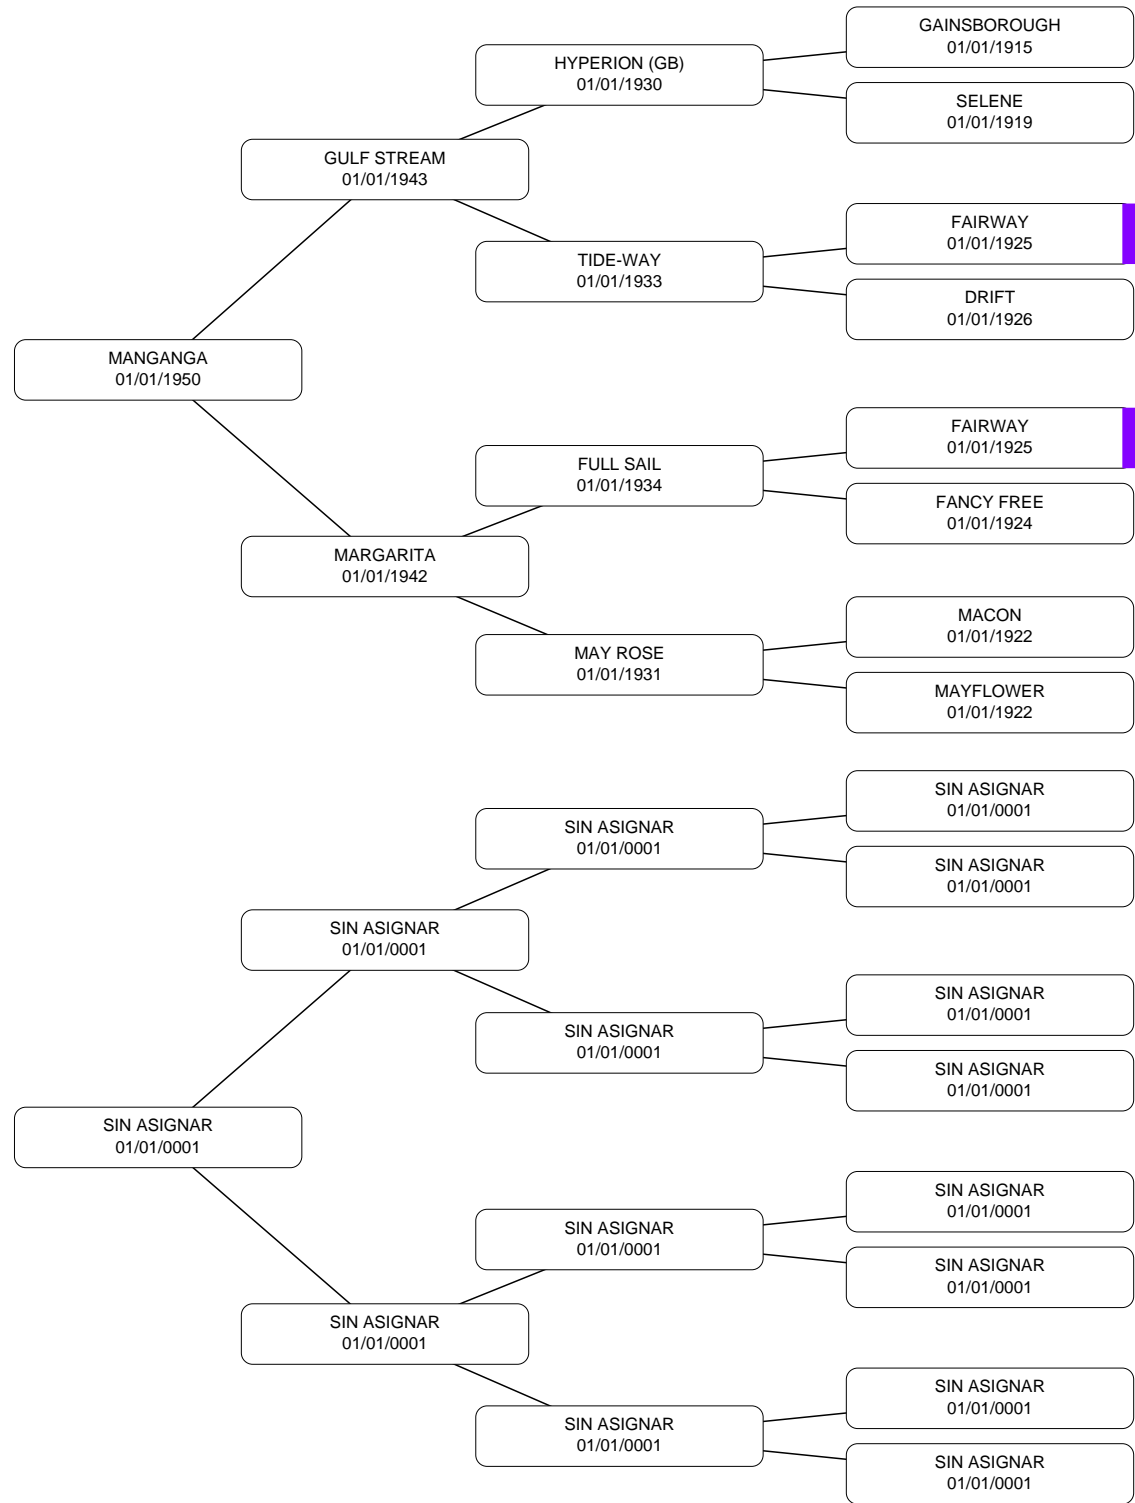 GAINSBOROUGH
01/01/1915
HYPERION (GB)
01/01/1930
SELENE
01/01/1919
GULF STREAM
01/01/1943
FAIRWAY
01/01/1925
TIDE-WAY
01/01/1933
DRIFT
01/01/1926
MANGANGA
01/01/1950
FAIRWAY
01/01/1925
FULL SAIL
01/01/1934
FANCY FREE
01/01/1924
MARGARITA
01/01/1942
MACON
01/01/1922
MAY ROSE
01/01/1931
MAYFLOWER
01/01/1922
SIN ASIGNAR
01/01/0001
SIN ASIGNAR
01/01/0001
SIN ASIGNAR
01/01/0001
SIN ASIGNAR
01/01/0001
SIN ASIGNAR
01/01/0001
SIN ASIGNAR
01/01/0001
SIN ASIGNAR
01/01/0001
SIN ASIGNAR
01/01/0001
SIN ASIGNAR
01/01/0001
SIN ASIGNAR
01/01/0001
SIN ASIGNAR
01/01/0001
SIN ASIGNAR
01/01/0001
SIN ASIGNAR
01/01/0001
SIN ASIGNAR
01/01/0001
SIN ASIGNAR
01/01/0001